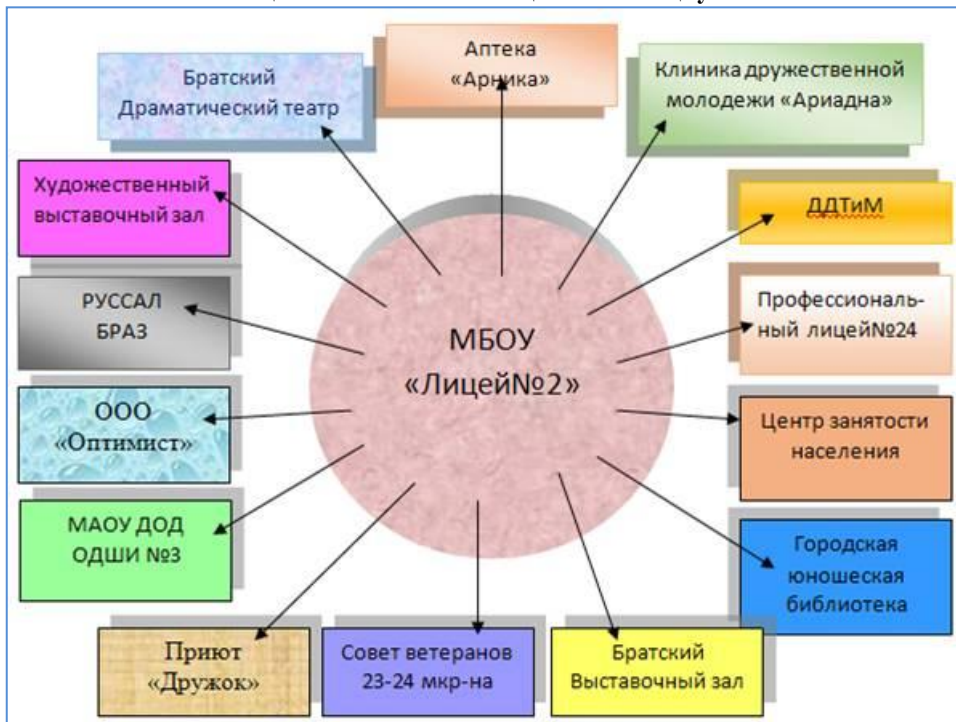 Братский
Драматический театр
Аптека
«Арника»
Клиника дружественной
молодежи «Ариадна»
Художественный
выставочный зал
ДДТиМ
РУССАЛ
БРАЗ
Профессиональ-
ный лицей№24
МБОУ
«Лицей№2»
ООО
«Оптимист»
Центр занятости
населения
МАОУ ДОД
ОДШИ №3
Городская
юношеская
библиотека
Приют
«Дружок»
Совет ветеранов
23-24 мкр-на
Братский
Выставочный зал